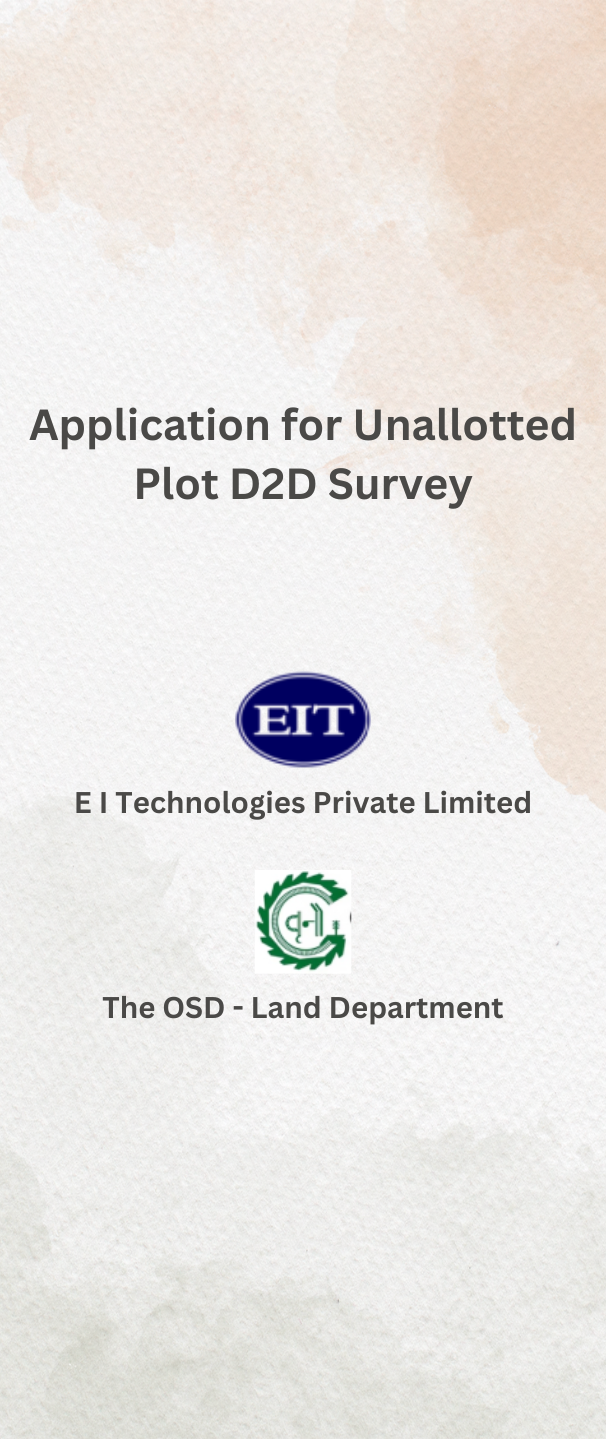 Application for Unallotted
Plot D2D Survey
EIT
E I Technologies Private Limited
The OSD - Land Department